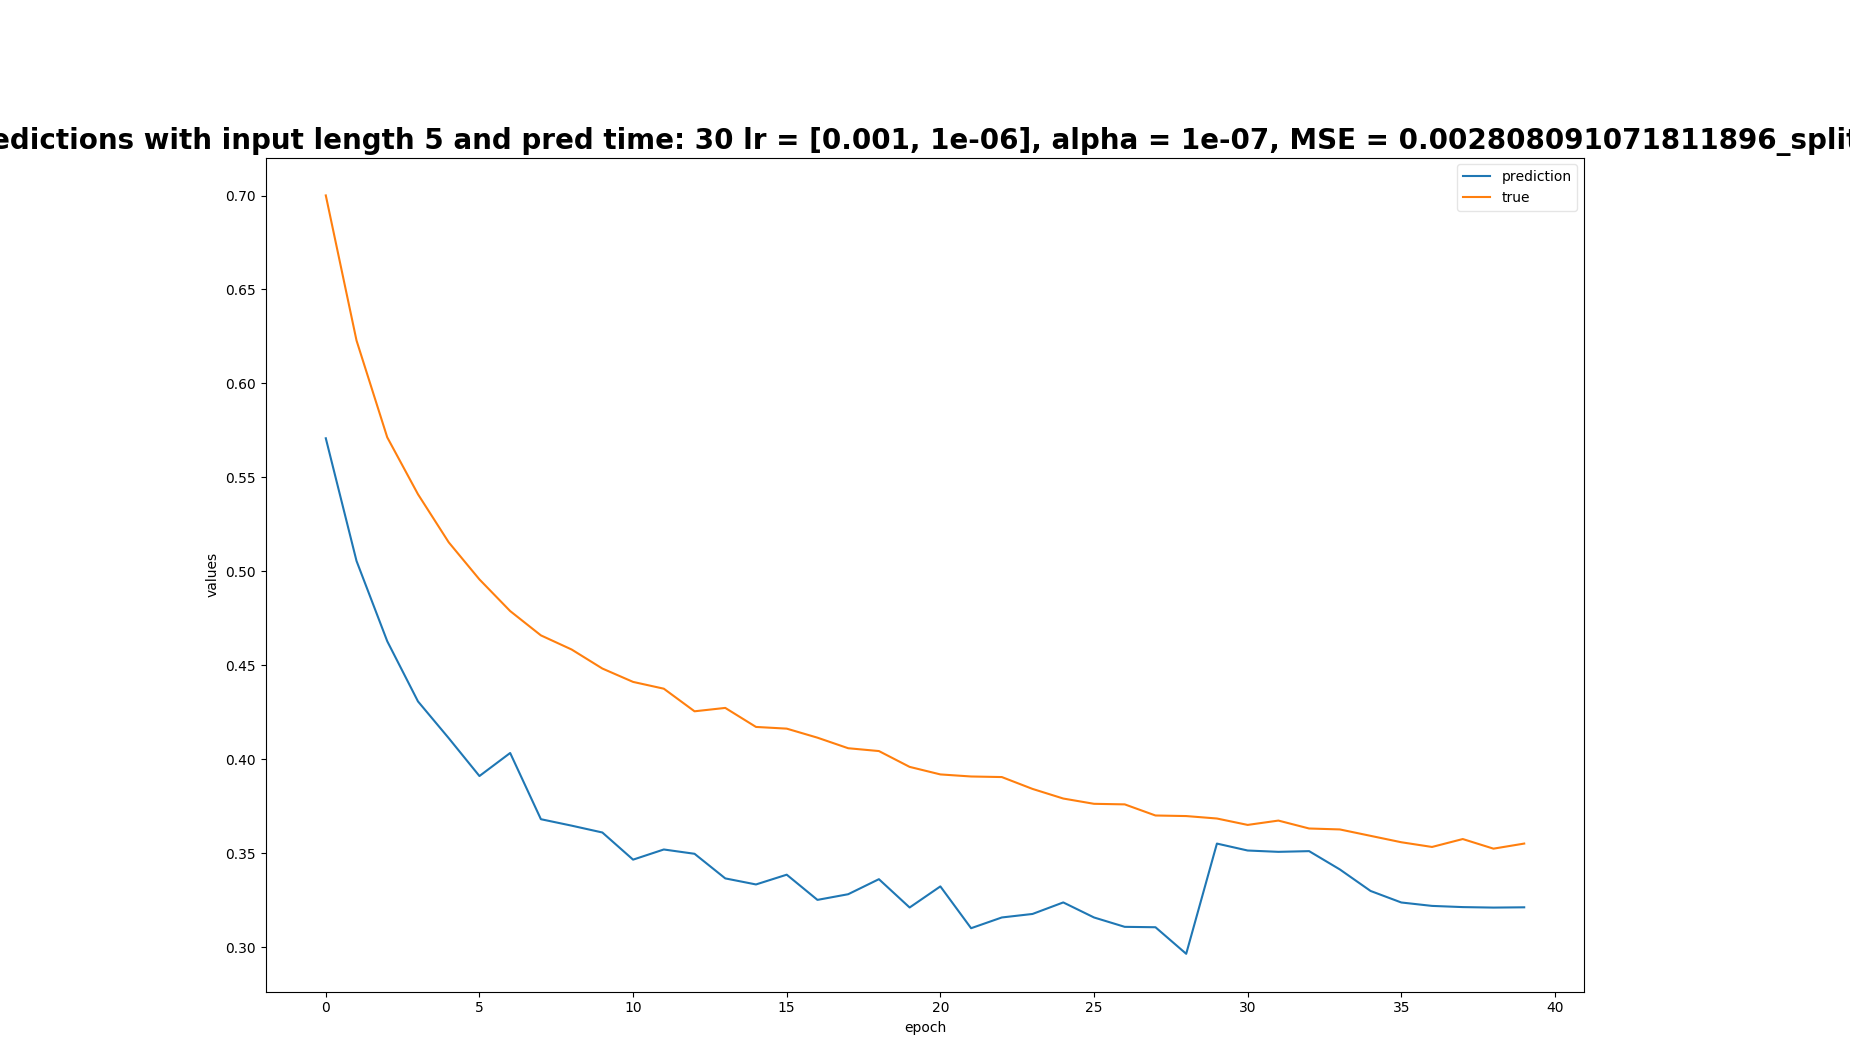 edictions with input length 5 and pred time: 30 lr = [0.001, 1e-06], alpha = 1e-07, MSE = 0.002808091071811896_split
prediction
true
0.70
0.65
0.60
0.55
0.50
0.45
0.40
0.35
0.30
values
0 5 10 15 20 25 30 35 40
epoch